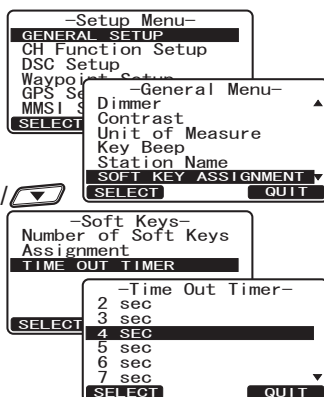 -Setup Menu-
GENERAL SETUP
CH Function Setup
DSC Setup
Waypoint Setup
GPS Se
MMSI S
SELECT
-General Menu-
Dimmer
Contrast
Unit of Measure
Key Beep
Station Name
SOFT KEY ASSIGNMENT
SELECT QUIT
/
-Soft Keys-
Number of Soft Keys
Assignment
TIME OUT TIMER
SELECT
-Time Out Timer-
2 sec
3 sec
4 SEC
5 sec
6 sec
7 sec
SELECT QUIT